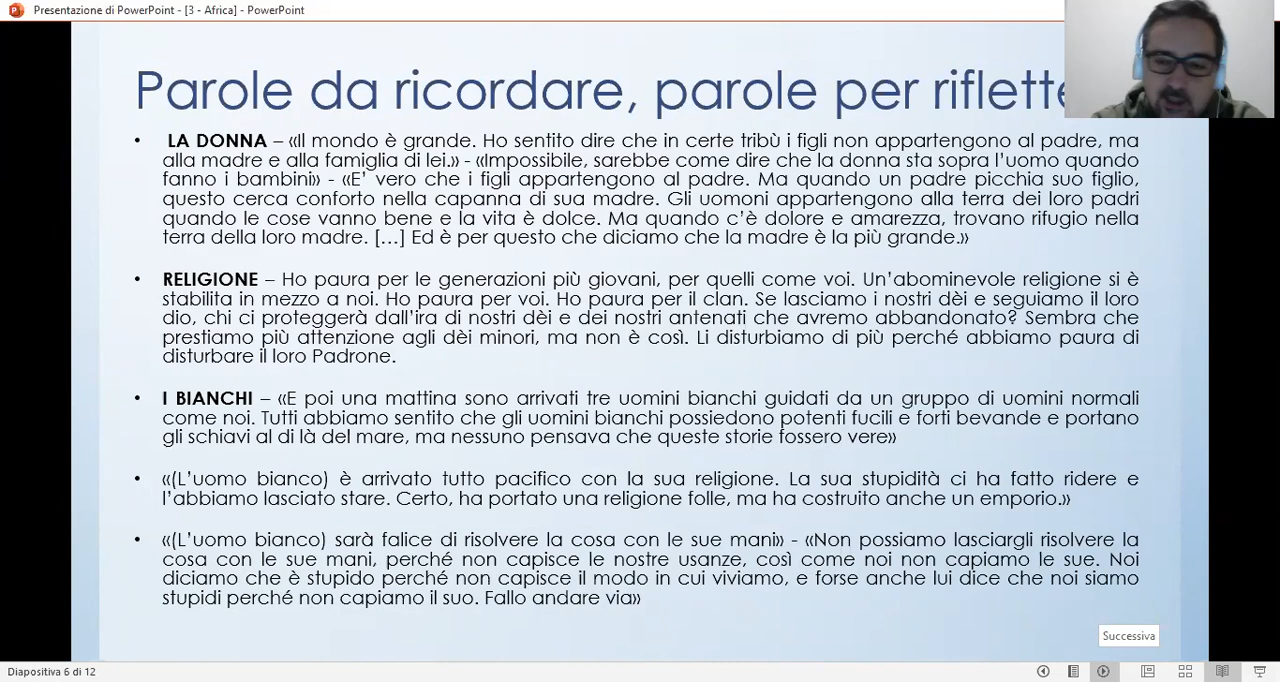 Presentazione di PowerPoint - [3 - Africa] - PowerPoint
Parole da ricordare, parole per riflette
• LA DONNA – «Il mondo è grande. Ho sentito dire che in certe tribù i figli non appartengono al padre, ma
alla madre e alla famiglia di lei.» - «Impossibile, sarebbe come dire che la donna sta sopra l'uomo quando
fanno i bambini» - «E' vero che i figli appartengono al padre. Ma quando un padre picchia suo figlio,
questo cerca conforto nella capanna di sua madre. Gli uomini appartengono alla terra dei loro padri
quando le cose vanno bene e la vita è dolce. Ma quando c'è dolore e amarezza, trovano rifugio nella
terra della loro madre. […] Ed è per questo che diciamo che la madre è la più grande.»
• RELIGIONE – Ho paura per le generazioni più giovani, per quelli come voi. Un'abominevole religione si è
stabilita in mezzo a noi. Ho paura per voi. Ho paura per il clan. Se lasciamo i nostri dèi e seguiamo il loro
dio, chi ci proteggerà dall'ira di nostri dèi e dei nostri antenati che avremo abbandonato? Sembra che
prestiamo più attenzione agli dèi minori, ma non è così. Li disturbiamo di più perché abbiamo paura di
disturbare il loro Padrone.
• I BIANCHI – «E poi una mattina sono arrivati tre uomini bianchi guidati da un gruppo di uomini normali
come noi. Tutti abbiamo sentito che gli uomini bianchi possiedono potenti fucili e forti bevande e portano
gli schiavi al di là del mare, ma nessuno pensava che queste storie fossero vere»
• «(L'uomo bianco) è arrivato tutto pacifico con la sua religione. La sua stupidità ci ha fatto ridere e
l'abbiamo lasciato stare. Certo, ha portato una religione folle, ma ha costruito anche un emporio.»
• «(L'uomo bianco) sarà falice di risolvere la cosa con le sue mani» - «Non possiamo lasciargli risolvere la
cosa con le sue mani, perché non capisce le nostre usanze, così come noi non capiamo le sue. Noi
diciamo che è stupido perché non capisce il modo in cui viviamo, e forse anche lui dice che noi siamo
stupidi perché non capiamo il suo. Fallo andare via»
Successiva
Diapositiva 6 di 12